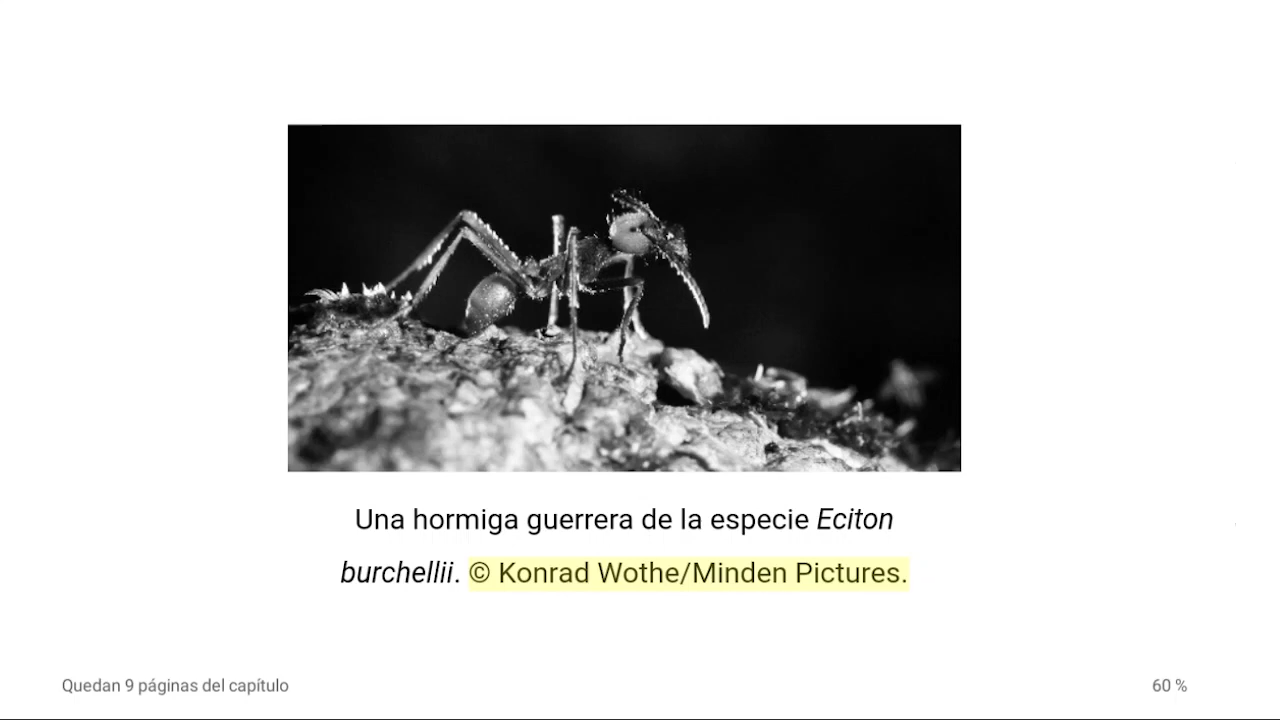 Una hormiga guerrera de la especie Eciton
burchellii. © Konrad Wothe/Minden Pictures.
Quedan 9 páginas del capítulo
60 %